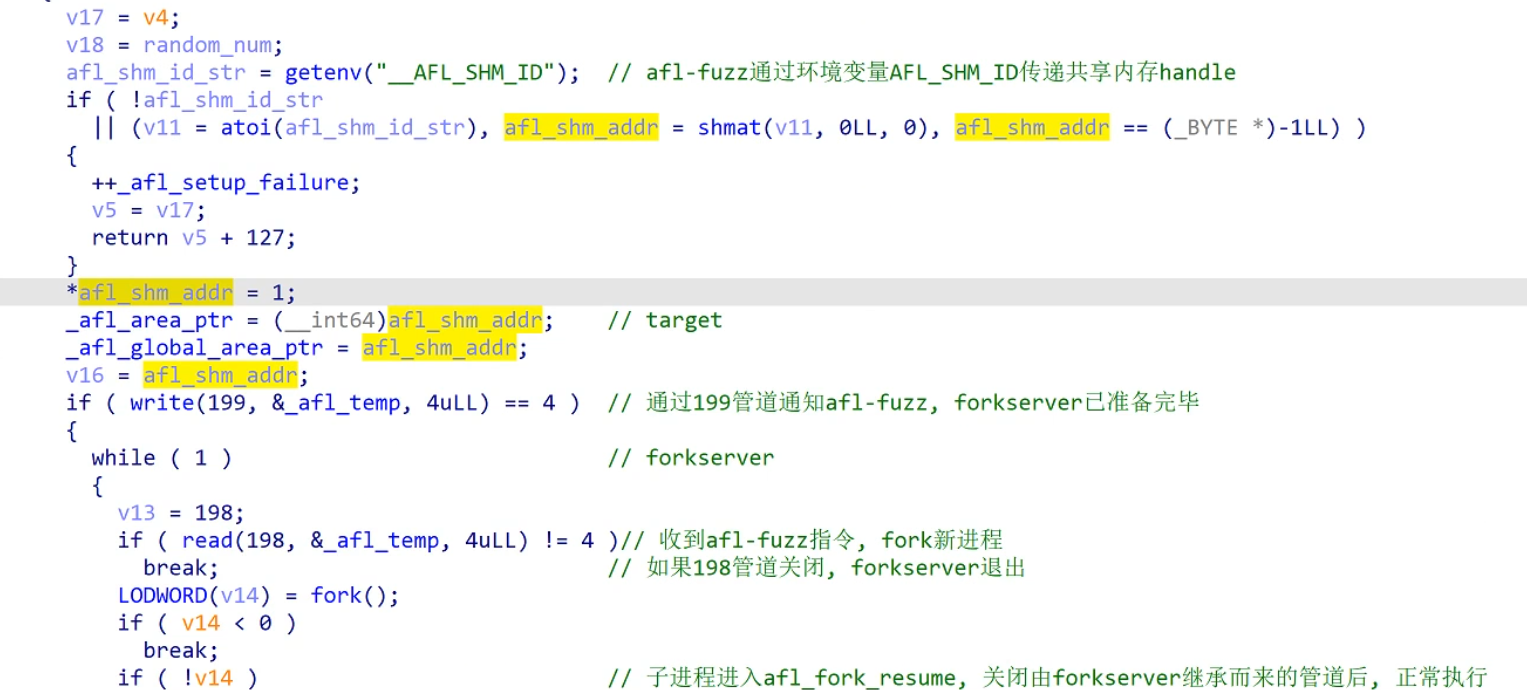 {
v17 = v4;
v18 = random_num;
afl_shm_id_str = getenv("__AFL_SHM_ID");  // afl-fuzz通过环境变量AFL_SHM_ID传递共享内存handle
if ( !afl_shm_id_str
|| (v11 = atoi(afl_shm_id_str), afl_shm_addr = shmat(v11, 0LL, 0), afl_shm_addr == (_BYTE *)-1LL) )
{
++_afl_setup_failure;
v5 = v17;
return v5 + 127;
}
*afl_shm_addr = 1;
_afl_area_ptr = (__int64)afl_shm_addr;    // target
_afl_global_area_ptr = afl_shm_addr;
v16 = afl_shm_addr;
if ( write(199, &_afl_temp, 4uLL) == 4 )  // 通过199管道通知afl-fuzz, forkserver已准备完毕
{
while ( 1 )                             // forkserver
{
v13 = 198;
if ( read(198, &_afl_temp, 4uLL) != 4 )// 收到afl-fuzz指令, fork新进程
break;                              // 如果198管道关闭, forkserver退出
LODWORD(v14) = fork();
if ( v14 < 0 )
break;
if ( !v14 )                           // 子进程进入afl_fork_resume, 关闭由forkserver继承而来的管道后, 正常执行